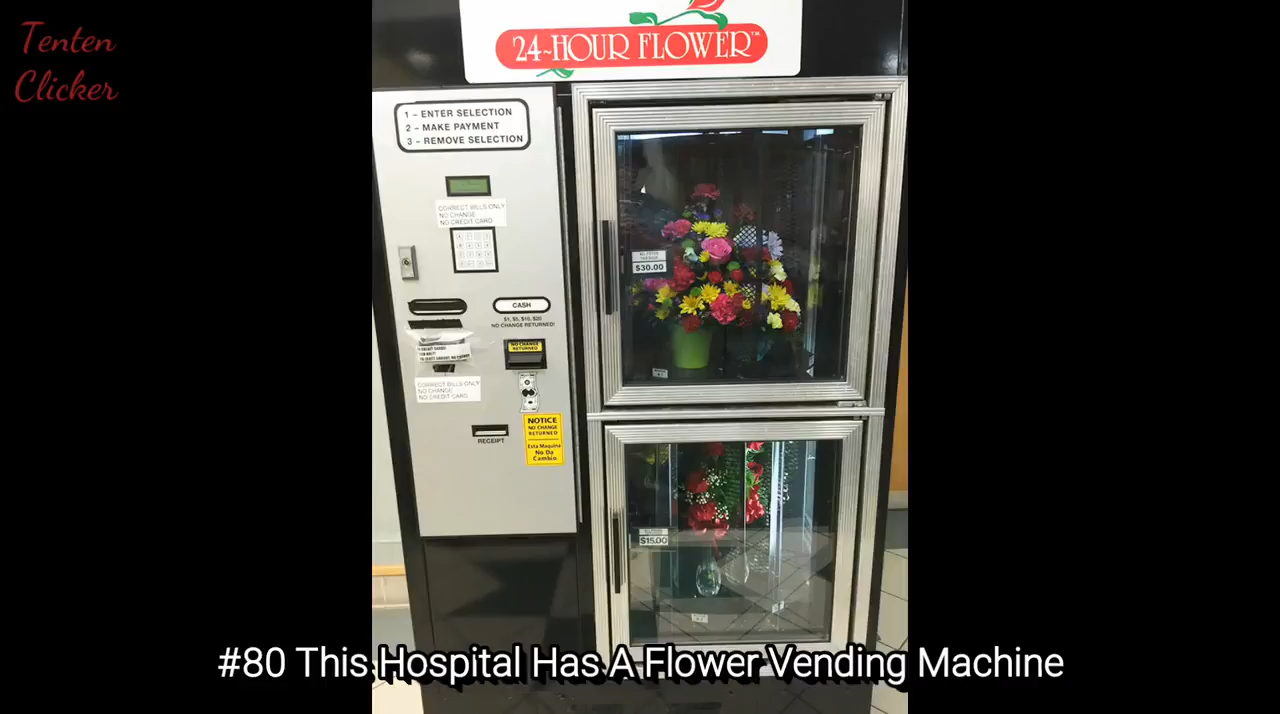 Tenten
Clicker
24-HOUR FLOWER™
1 - ENTER SELECTION
2 - MAKE PAYMENT
3 - REMOVE SELECTION
CORRECT BILLS ONLY
NO CHANGE
NO CREDIT CARD
$30.00
CASH
$1, $5, $10, $20
NO CHANGE RETURNED!
NO CHANGE
RETURNED
CORRECT BILLS ONLY
NO CHANGE
NO CREDIT CARD
RECEIPT
NOTICE
NO CHANGE
RETURNED
Esta Maquina
No Da
Cambio
$15.00
#80 This Hospital Has A Flower Vending Machine